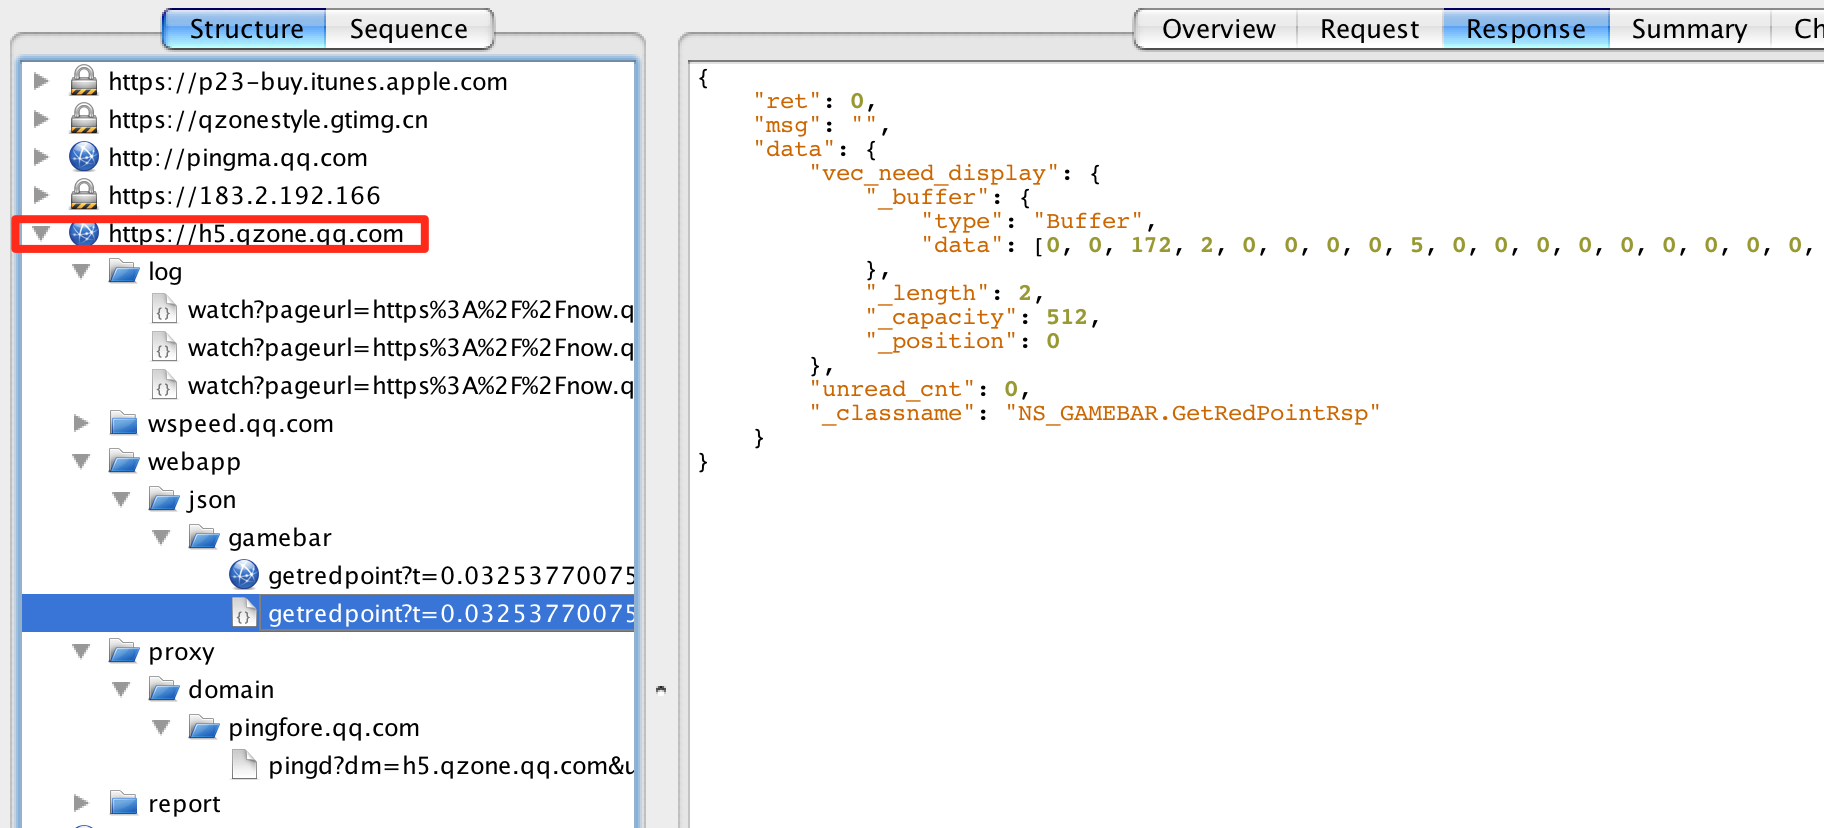 Structure
Sequence
https://p23-buy.itunes.apple.com
https://qzonestyle.gtimg.cn
http://pingma.qq.com
https://183.2.192.166
https://h5.qzone.qq.com
log
watch?pageurl=https%3A%2F%2Fnow.q
watch?pageurl=https%3A%2F%2Fnow.q
watch?pageurl=https%3A%2F%2Fnow.q
wspeed.qq.com
webapp
json
gamebar
getredpoint?t=0.03253770075
getredpoint?t=0.03253770075
proxy
domain
pingfore.qq.com
pingd?dm=h5.qzone.qq.com&u
report
Overview
Request
Response
Summary
Ch
{
"ret": 0,
"msg": "",
"data": {
"vec_need_display": {
"_buffer": {
"type": "Buffer",
"data": [0, 0, 172, 2, 0, 0, 0, 0, 5, 0, 0, 0, 0, 0, 0, 0, 0, 0,
},
"_length": 2,
"_capacity": 512,
"_position": 0
},
"unread_cnt": 0,
"_classname": "NS_GAMEBAR.GetRedPointRsp"
}
}